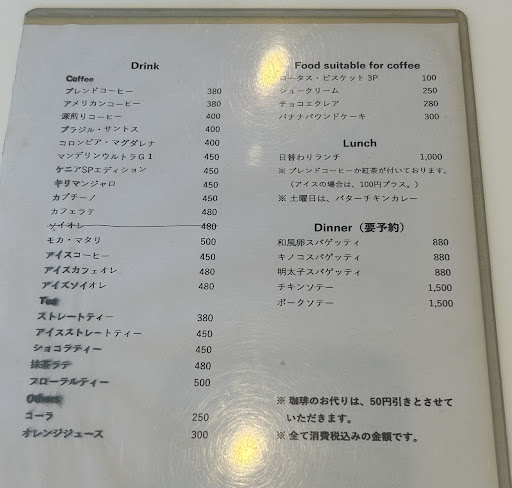 Drink
Coffee
ブレンドコーヒー 380
アメリカンコーヒー 380
深煎りコーヒー 400
ブラジル・サントス 400
コロンビア・マグダレナ 400
マンデリンウルトラG1 450
ケニアSPエディション 450
キリマンジャロ 450
カプチーノ 450
カフェラテ 480
ソイオレ 480
モカ・マタリ 500
アイスコーヒー 450
アイスカフェオレ 480
アイスソイオレ 480
Tea
ストレートティー 380
アイスストレートティー 450
ショコラティー 450
抹茶ラテ 480
フローラルティー 500
Others
コーラ 250
オレンジジュース 300
Food suitable for coffee
ロータス・ビスケット3P 100
シュークリーム 250
チョコエクレア 280
バナナパウンドケーキ 300
Lunch
日替わりランチ 1,000
※ ブレンドコーヒーか紅茶が付いております。
（アイスの場合は、100円プラス。）
※ 土曜日は、バターチキンカレー
Dinner（要予約）
和風卵スパゲッティ 880
キノコスパゲッティ 880
明太子スパゲッティ 880
チキンソテー 1,500
ポークソテー 1,500
※ 珈琲のお代りは、50円引きとさせて
いただきます。
※ 全て消費税込みの金額です。